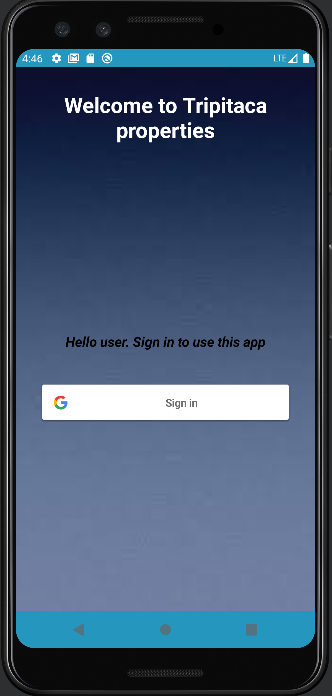 4:46
LTE
Welcome to Tripitaca
properties
Hello user. Sign in to use this app
Sign in